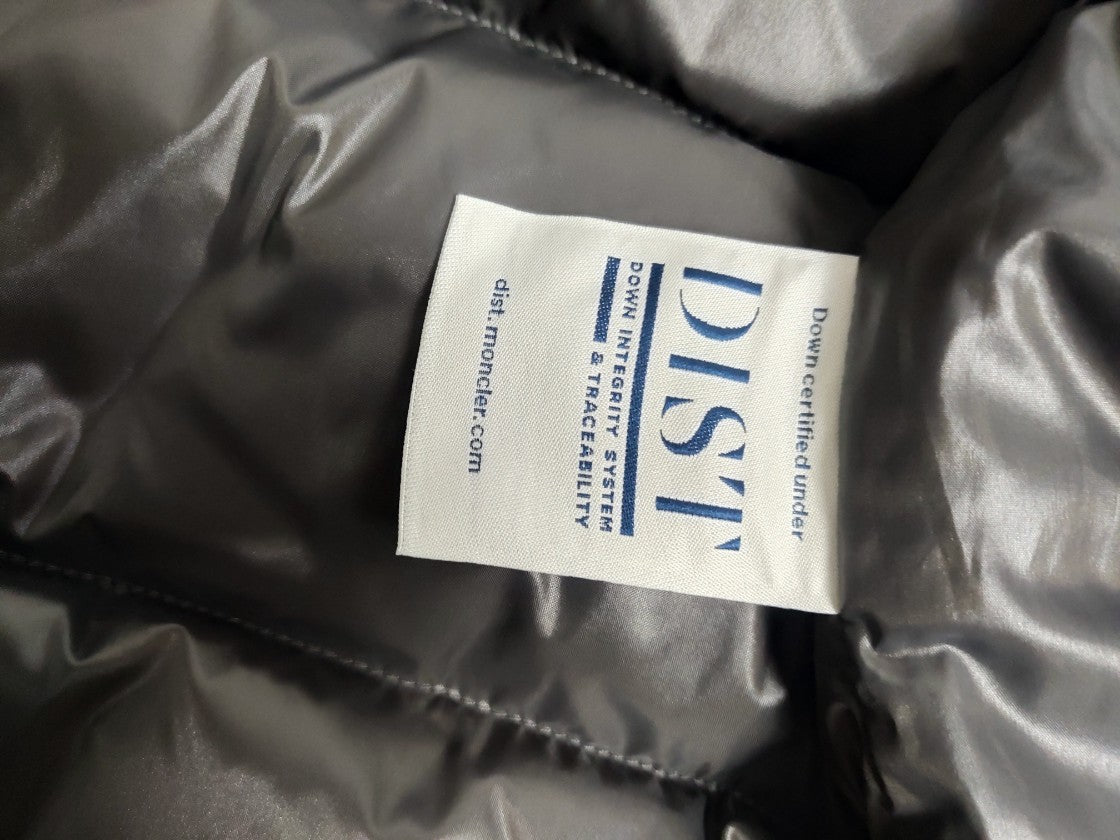 Down certified under
DIST
DOWN INTEGRITY SYSTEM
& TRACEABILITY
dist.moncler.com